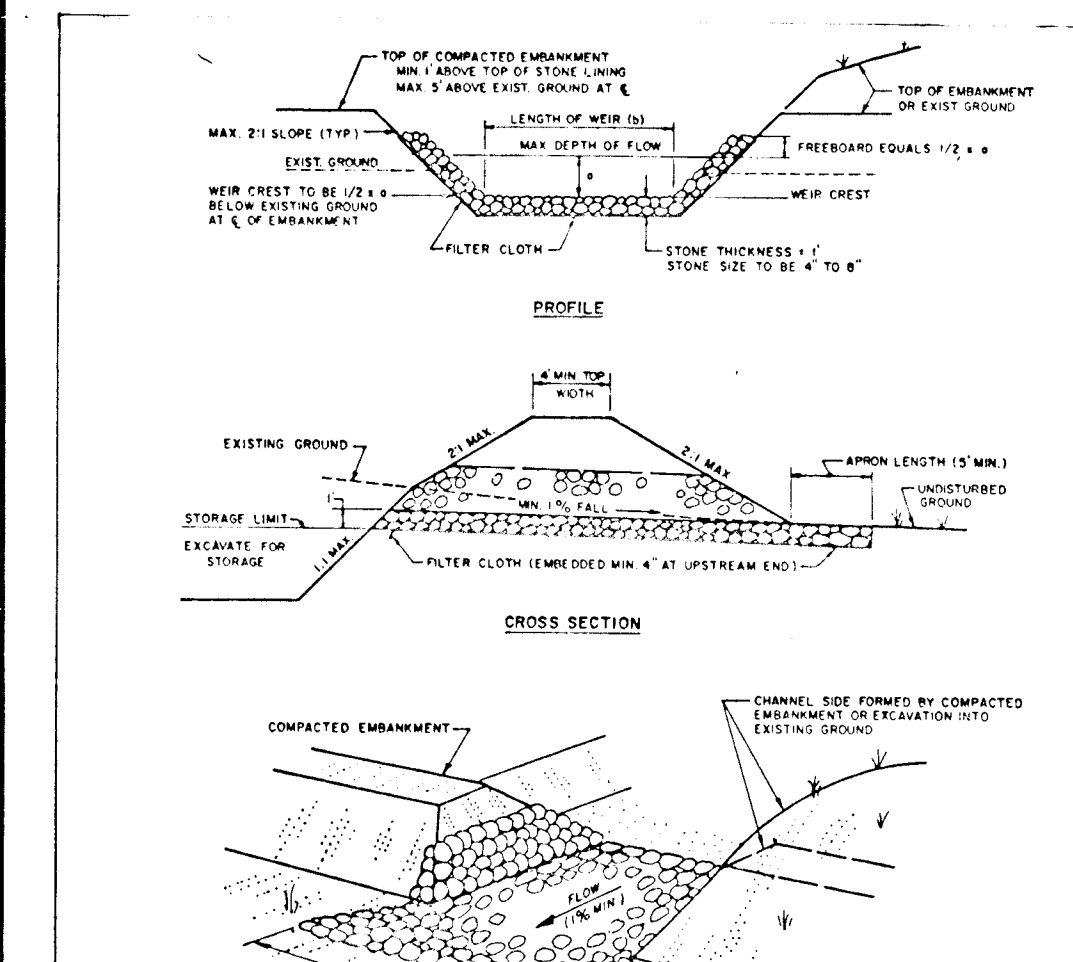 TOP OF COMPACTED EMBANKMENT
MIN. 1' ABOVE TOP OF STONE LINING
MAX. 5' ABOVE EXIST. GROUND AT ℄
TOP OF EMBANKMENT
OR EXIST GROUND
LENGTH OF WEIR (b)
MAX. 2:1 SLOPE (TYP.)
MAX DEPTH OF FLOW
FREEBOARD EQUALS 1/2 x a
EXIST. GROUND
a
WEIR CREST TO BE 1/2 x a
BELOW EXISTING GROUND
AT ℄ OF EMBANKMENT
WEIR CREST
FILTER CLOTH
STONE THICKNESS = 1'
STONE SIZE TO BE 4" TO 8"
PROFILE
4' MIN. TOP
WIDTH
EXISTING GROUND
2:1 MAX.
2:1 MAX
APRON LENGTH (5' MIN.)
UNDISTURBED
GROUND
1'
MIN. 1% FALL
STORAGE LIMIT
EXCAVATE FOR
STORAGE
1:1 MAX.
FILTER CLOTH (EMBEDDED MIN. 4" AT UPSTREAM END)
CROSS SECTION
CHANNEL SIDE FORMED BY COMPACTED
EMBANKMENT OR EXCAVATION INTO
EXISTING GROUND
COMPACTED EMBANKMENT
FLOW
(1% MIN)